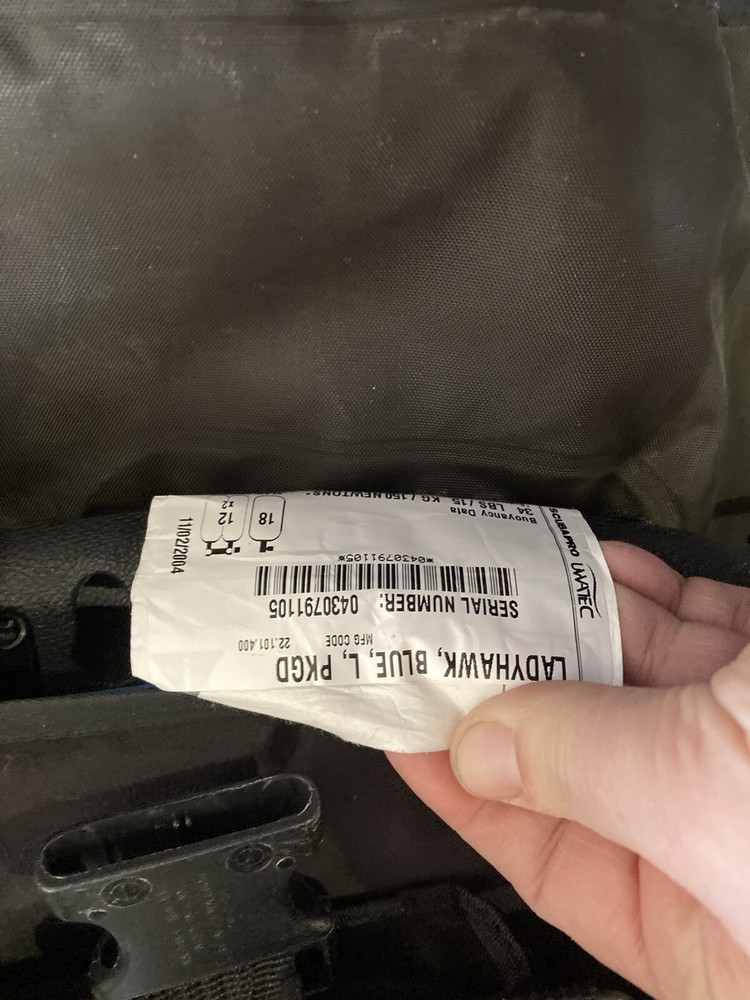 SCUBAPRO UWATEC
LADYHAWK, BLUE, L, PKGD
MFG CODE 22.101.400
SERIAL NUMBER: 0430791105
*0430791105*
Buoyancy Data
34 LBS / 15 KG / 150 NEWTONS*
18
12
x2
11/02/2004